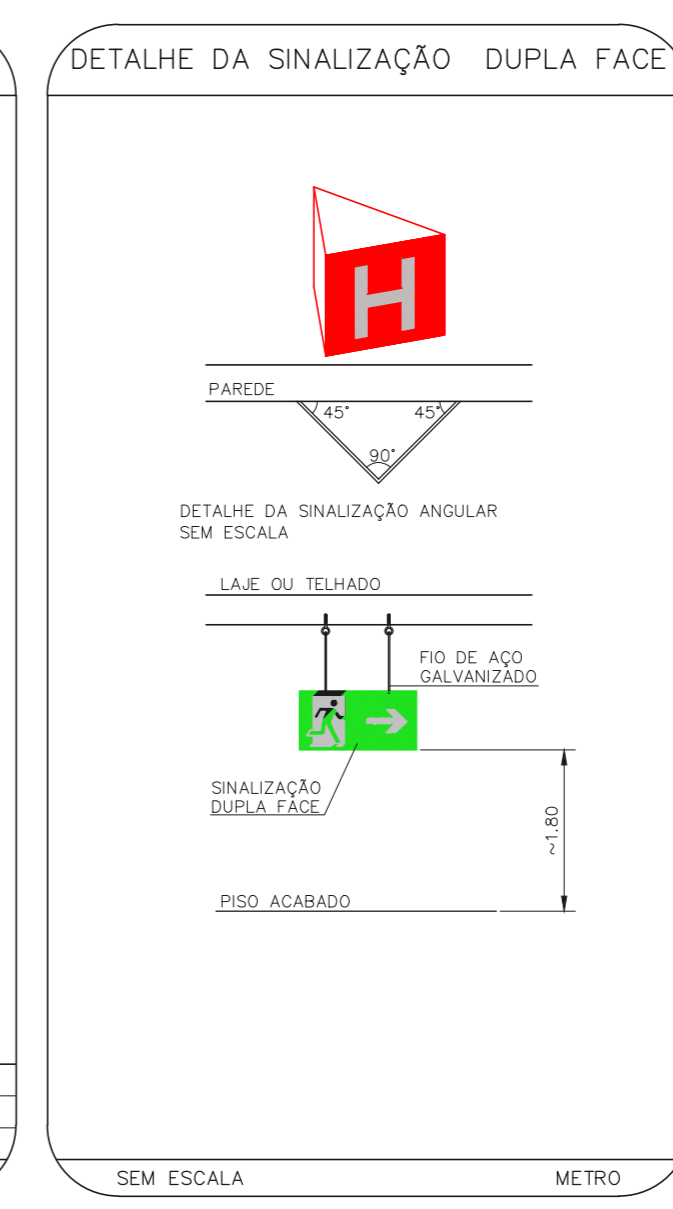 DETALHE DA SINALIZAÇÃO DUPLA FACE
H
PAREDE
45°
45°
90°
DETALHE DA SINALIZAÇÃO ANGULAR
SEM ESCALA
LAJE OU TELHADO
FIO DE AÇO
GALVANIZADO
SINALIZAÇÃO
DUPLA FACE
~1.80
PISO ACABADO
SEM ESCALA
METRO